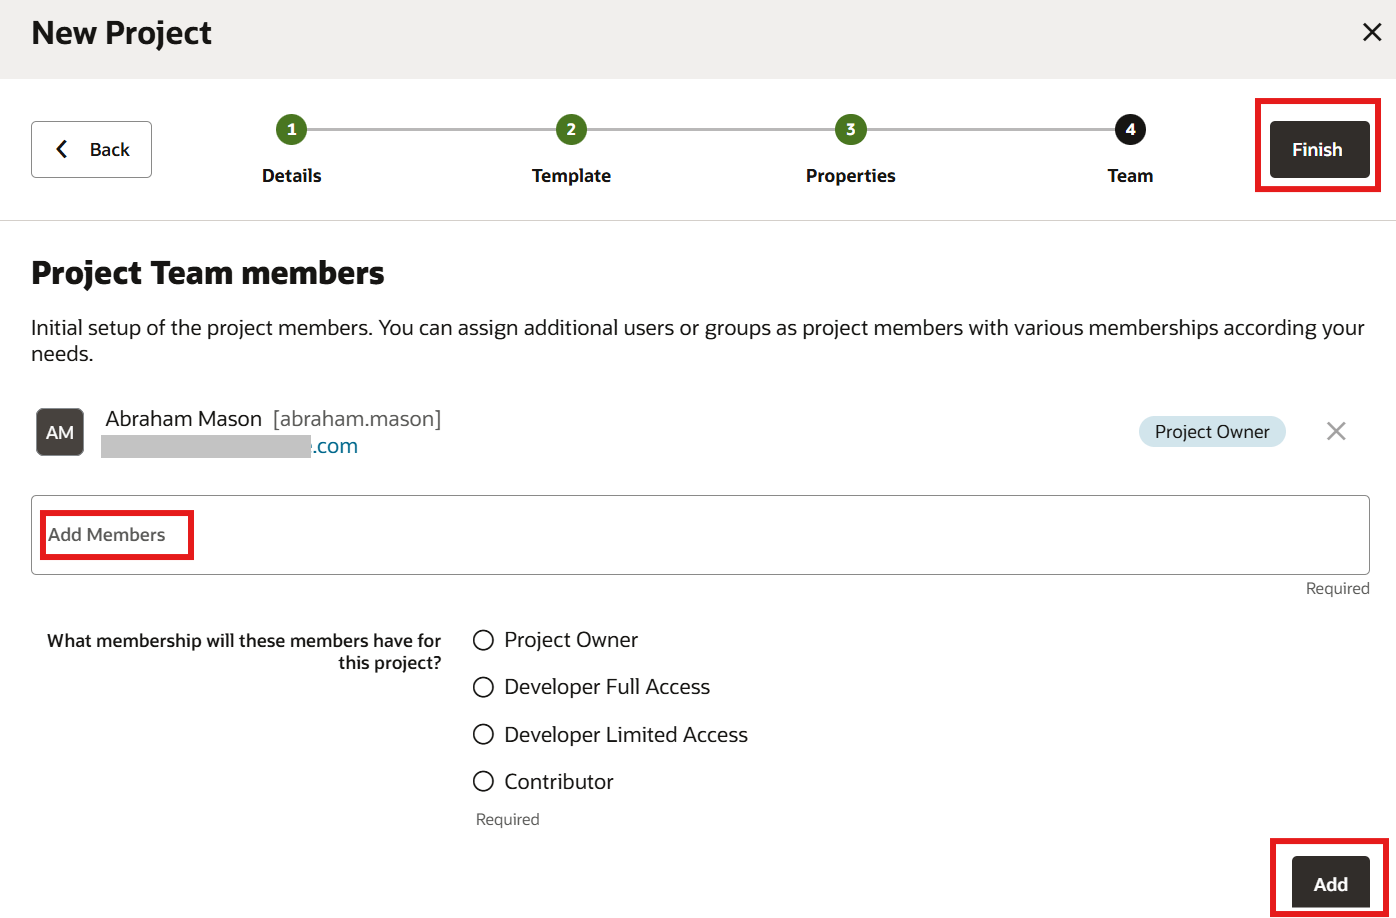 New Project
Back
1
2
3
4
Details
Template
Properties
Team
Finish
Project Team members
Initial setup of the project members. You can assign additional users or groups as project members with various memberships according your
needs.
AM
Abraham Mason [abraham.mason]
.com
Project Owner
Add Members
Required
What membership will these members have for
this project?
Project Owner
Developer Full Access
Developer Limited Access
Contributor
Required
Add